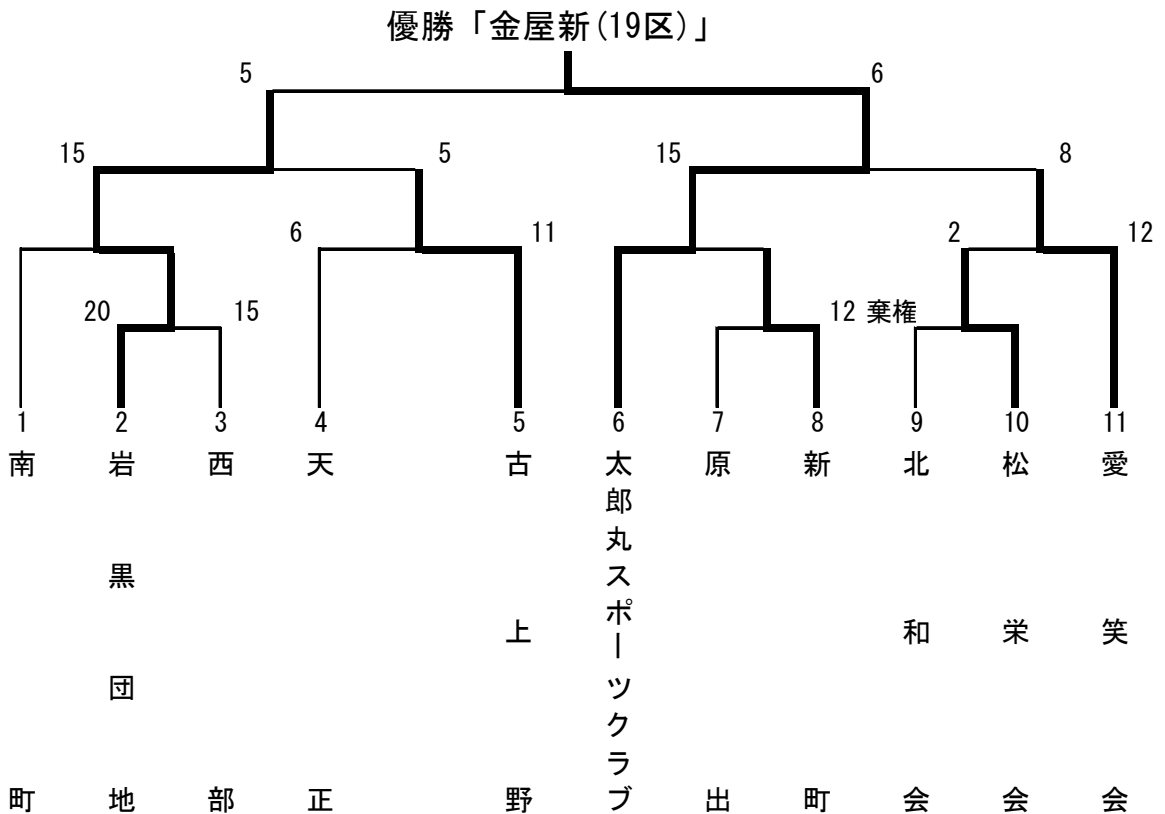 優勝「金屋新(19区)」
5
6
15
5
15
8
6
11
2
12
20
15
12
棄権
1
2
3
4
5
6
7
8
9
10
11
南町
岩黒団地
西部
天正
古上野
太郎丸スポーツクラブ
原出
新町
北和会
松栄会
愛笑会